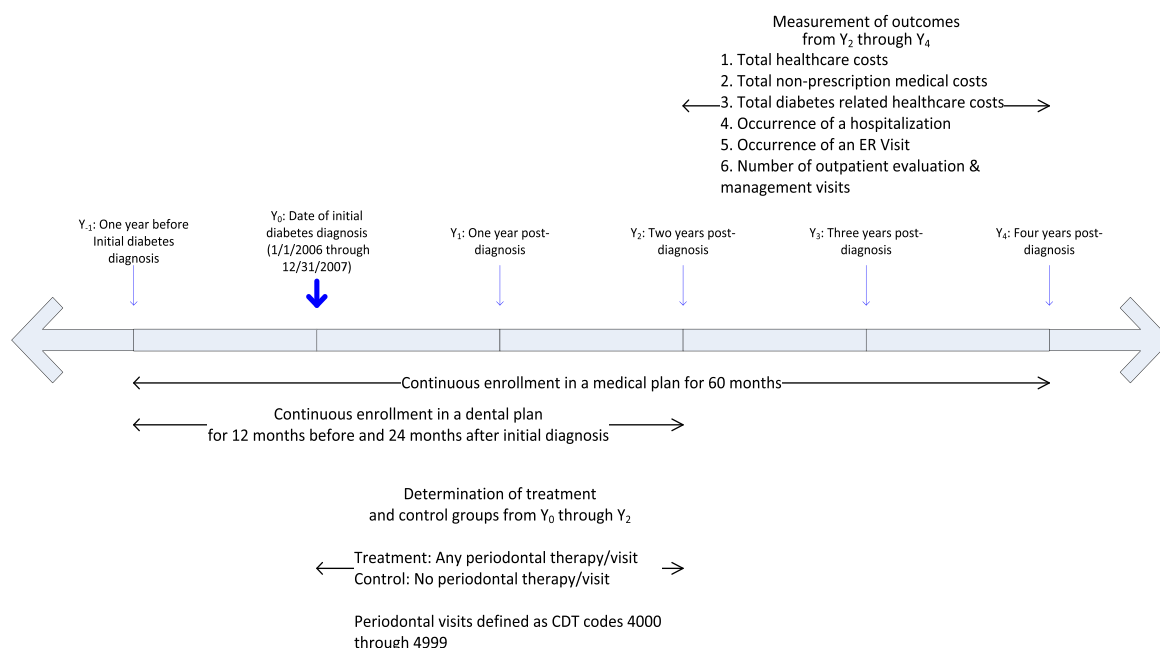 Measurement of outcomes
from Y₂ through Y₄
1. Total healthcare costs
2. Total non-prescription medical costs
3. Total diabetes related healthcare costs
4. Occurrence of a hospitalization
5. Occurrence of an ER Visit
6. Number of outpatient evaluation &
management visits
Y₋₁: One year before
Initial diabetes
diagnosis
Y₀: Date of initial
diabetes diagnosis
(1/1/2006 through
12/31/2007)
Y₁: One year post-
diagnosis
Y₂: Two years post-
diagnosis
Y₃: Three years post-
diagnosis
Y₄: Four years post-
diagnosis
Continuous enrollment in a medical plan for 60 months
Continuous enrollment in a dental plan
for 12 months before and 24 months after initial diagnosis
Determination of treatment
and control groups from Y₀ through Y₂
Treatment: Any periodontal therapy/visit
Control: No periodontal therapy/visit
Periodontal visits defined as CDT codes 4000
through 4999